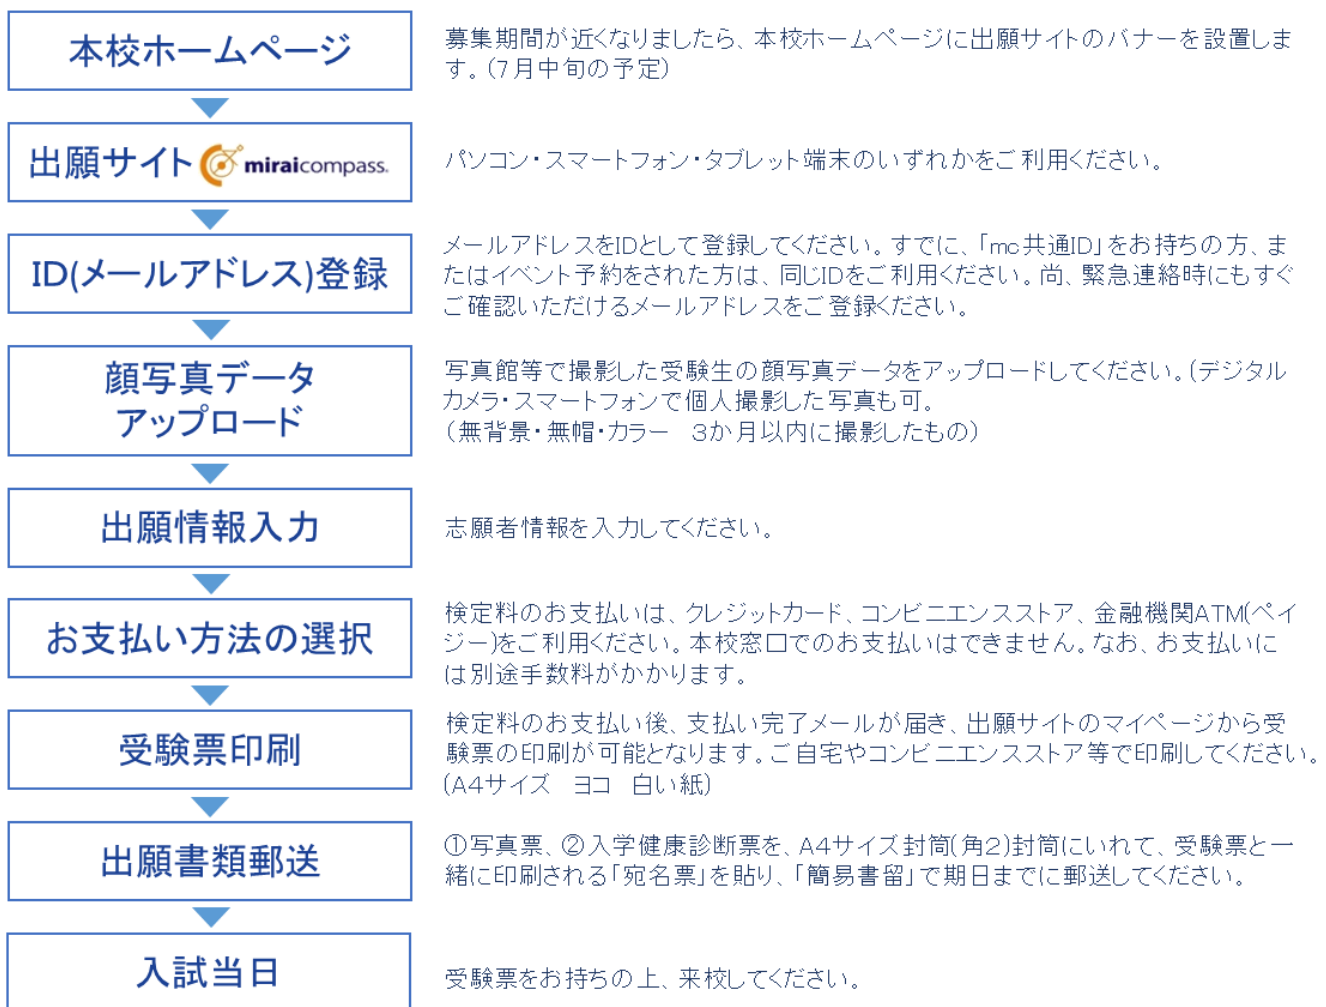 本校ホームページ
募集期間が近くなりましたら、本校ホームページに出願サイトのバナーを設置しま
す。(7月中旬の予定)
出願サイト miraicompass.
パソコン・スマートフォン・タブレット端末のいずれかをご利用ください。
ID(メールアドレス)登録
メールアドレスをIDとして登録してください。すでに、「mc共通ID」をお持ちの方、ま
たはイベント予約をされた方は、同じIDをご利用ください。尚、緊急連絡時にもすぐ
ご確認いただけるメールアドレスをご登録ください。
顔写真データ
アップロード
写真館等で撮影した受験生の顔写真データをアップロードしてください。(デジタル
カメラ・スマートフォンで個人撮影した写真も可。
(無背景・無帽・カラー　3か月以内に撮影したもの)
出願情報入力
志願者情報を入力してください。
お支払い方法の選択
検定料のお支払いは、クレジットカード、コンビニエンスストア、金融機関ATM(ペイ
ジー)をご利用ください。本校窓口でのお支払いはできません。なお、お支払いに
は別途手数料がかかります。
受験票印刷
検定料のお支払い後、支払い完了メールが届き、出願サイトのマイページから受
験票の印刷が可能となります。ご自宅やコンビニエンスストア等で印刷してください。
(A4サイズ　ヨコ　白い紙)
出願書類郵送
①写真票、②入学健康診断票を、A4サイズ封筒(角2)封筒にいれて、受験票と一
緒に印刷される「宛名票」を貼り、「簡易書留」で期日までに郵送してください。
入試当日
受験票をお持ちの上、来校してください。